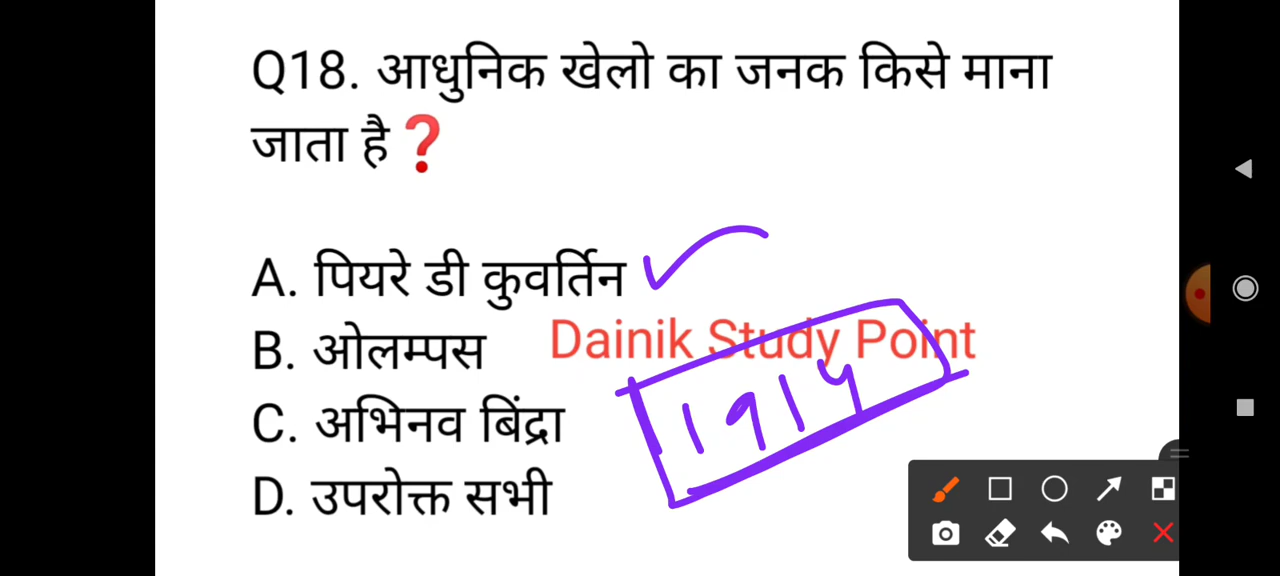 Q18. आधुनिक खेलो का जनक किसे माना
जाता है❓
A. पियरे डी कुवर्तिन
B. ओलम्पस
Dainik Study Point
1914
C. अभिनव बिंद्रा
D. उपरोक्त सभी